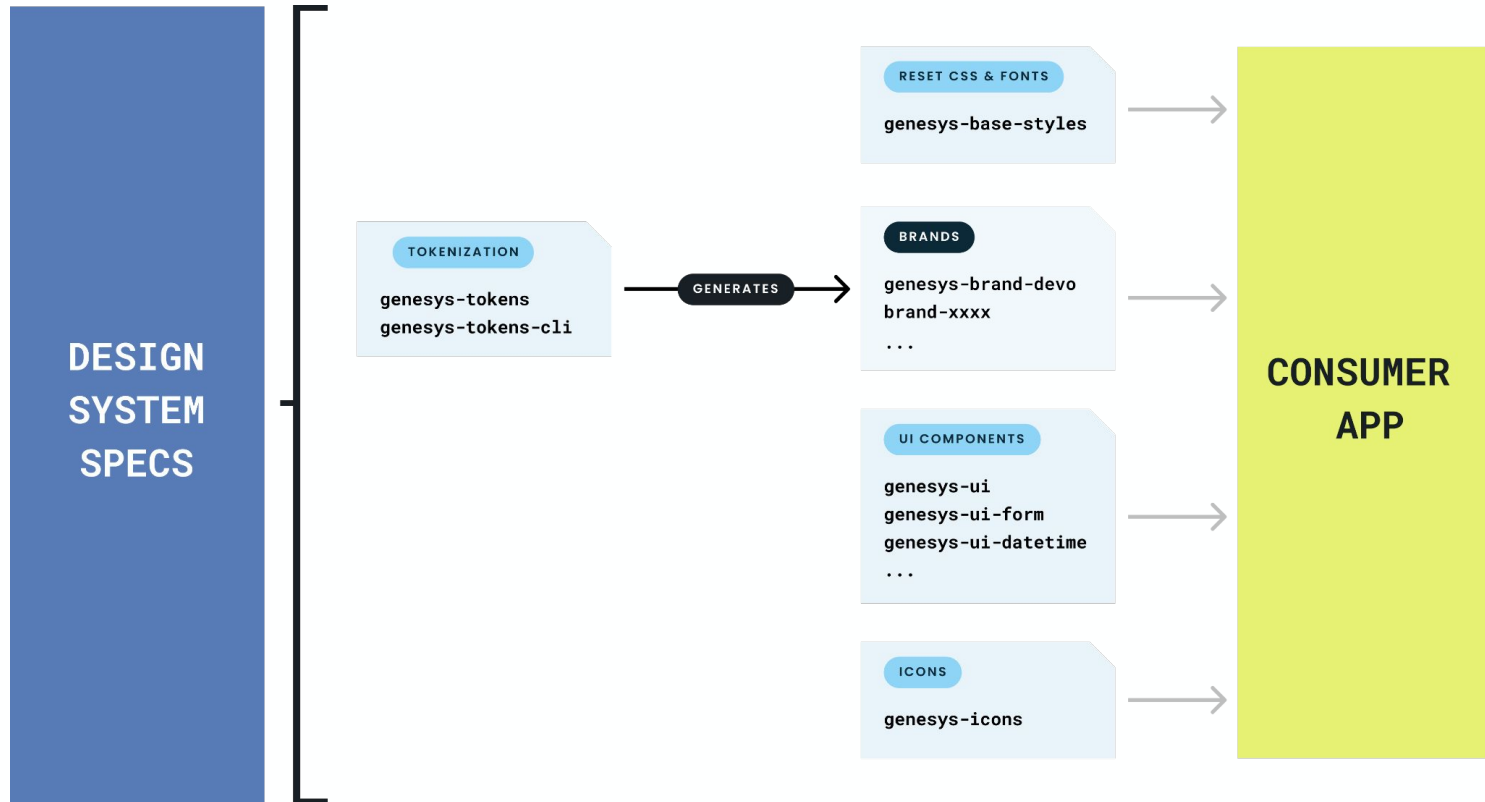 DESIGN
SYSTEM
SPECS
TOKENIZATION
genesys-tokens
genesys-tokens-cli
GENERATES
RESET CSS & FONTS
genesys-base-styles
BRANDS
genesys-brand-devo
brand-xxxx
...
UI COMPONENTS
genesys-ui
genesys-ui-form
genesys-ui-datetime
...
ICONS
genesys-icons
CONSUMER
APP